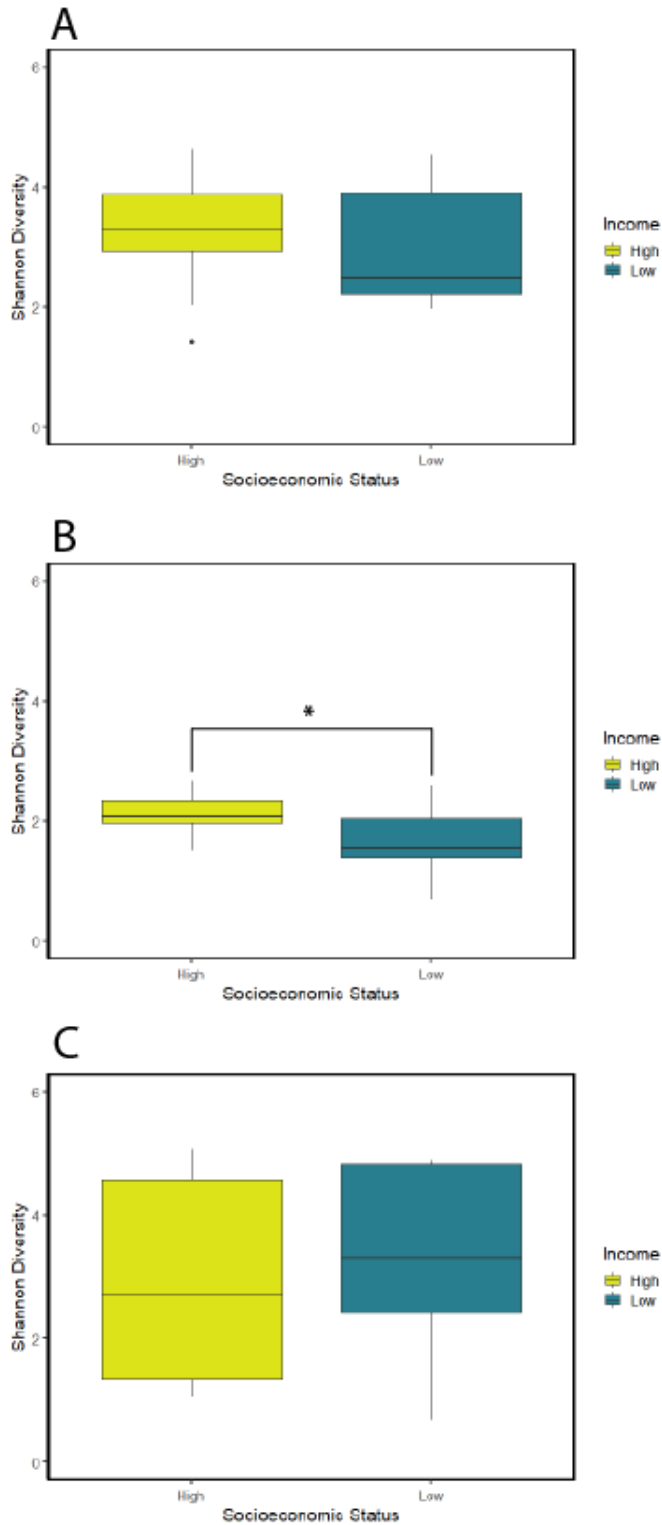 A
6
4
2
0
Shannon Diversity
High
Low
Socioeconomic Status
Income
High
Low
B
6
4
2
0
Shannon Diversity
*
High
Low
Socioeconomic Status
Income
High
Low
C
6
4
2
0
Shannon Diversity
High
Low
Socioeconomic Status
Income
High
Low